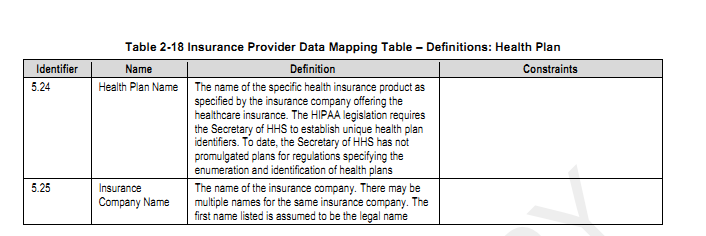 Table 2-18 Insurance Provider Data Mapping Table – Definitions: Health Plan
Identifier Name Definition Constraints
5.24 Health Plan Name The name of the specific health insurance product as
specified by the insurance company offering the
healthcare insurance. The HIPAA legislation requires
the Secretary of HHS to establish unique health plan
identifiers. To date, the Secretary of HHS has not
promulgated plans for regulations specifying the
enumeration and identification of health plans
5.25 Insurance The name of the insurance company. There may be
Company Name multiple names for the same insurance company. The
first name listed is assumed to be the legal name